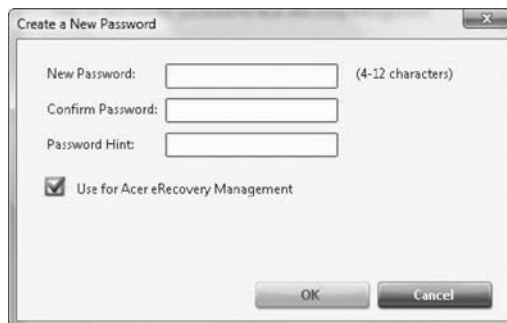 Create a New Password
New Password: (4-12 characters)
Confirm Password:
Password Hint:
Use for Acer eRecovery Management
OK Cancel